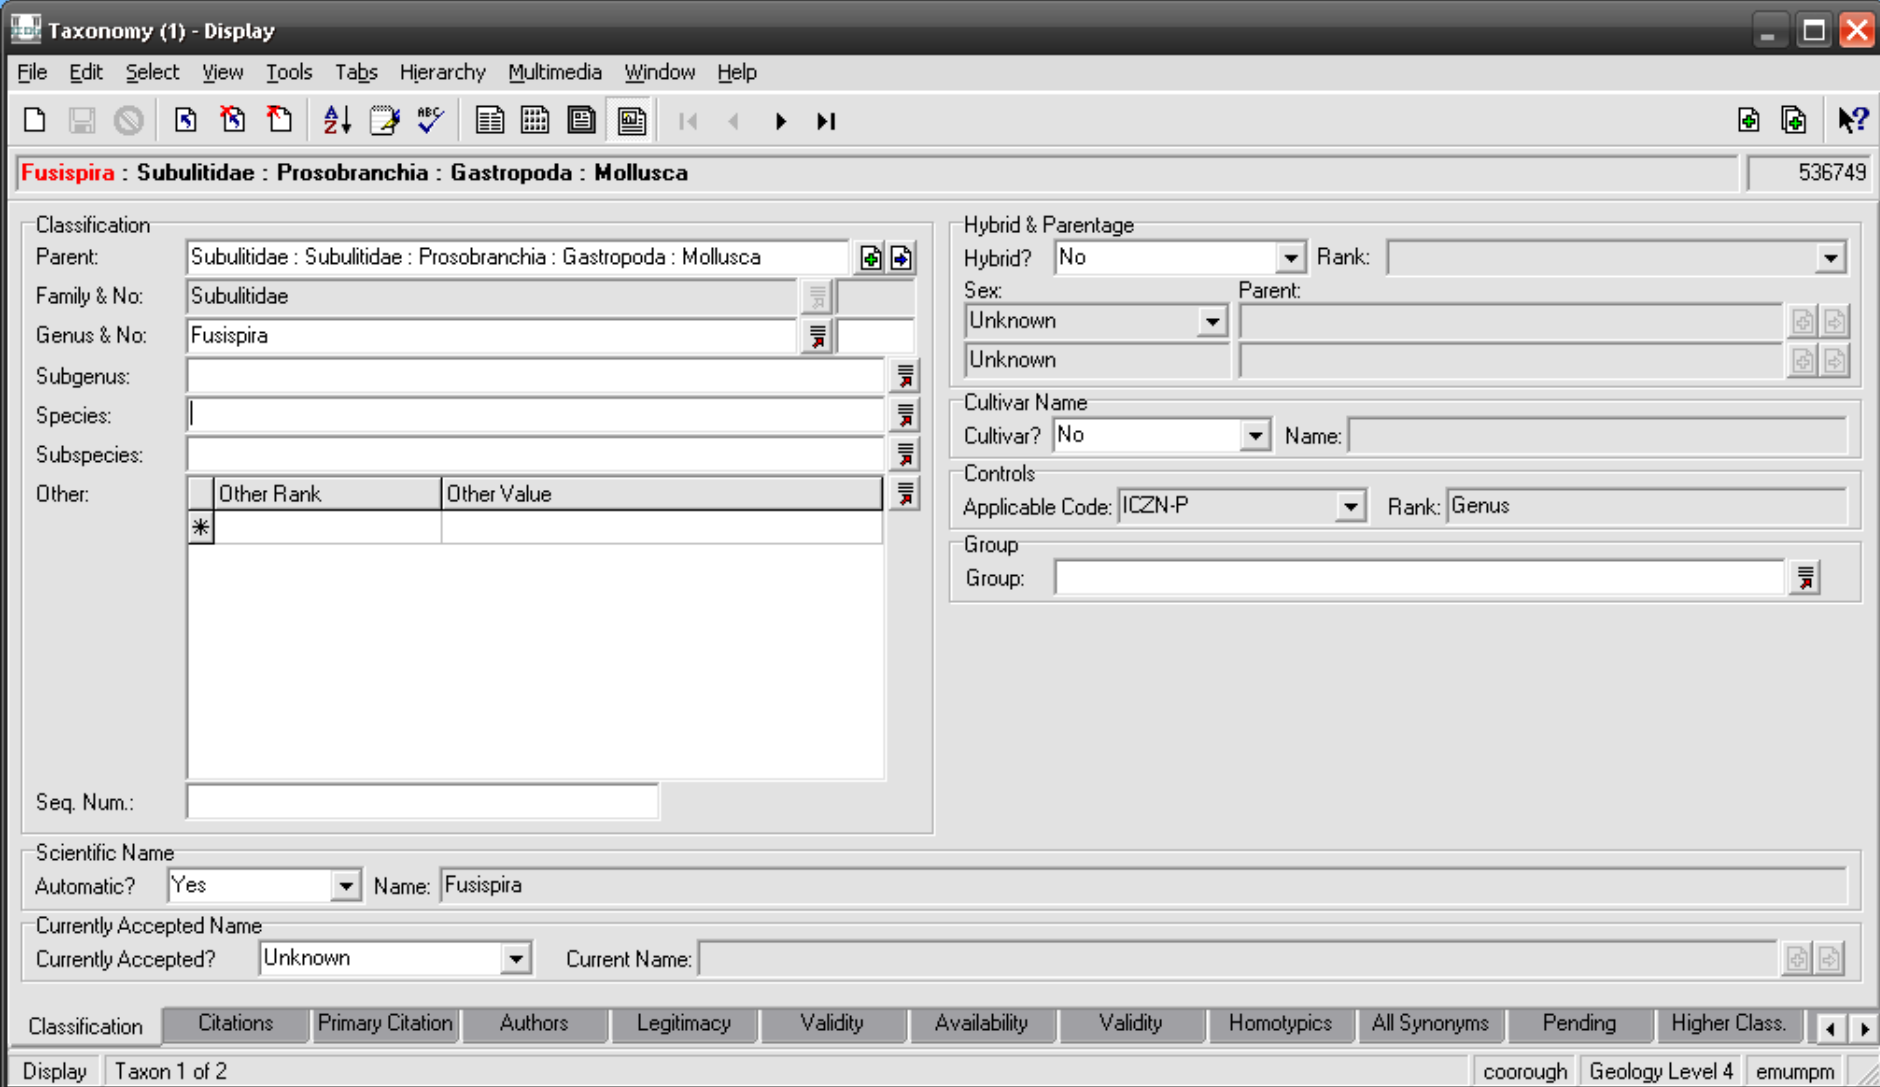 Taxonomy (1) - Display
File Edit Select View Tools Tabs Hierarchy Multimedia Window Help
Fusispira : Subulitidae : Prosobranchia : Gastropoda : Mollusca 536749
Classification
Parent: Subulitidae : Subulitidae : Prosobranchia : Gastropoda : Mollusca
Family & No: Subulitidae
Genus & No: Fusispira
Subgenus:
Species:
Subspecies:
Other: Other Rank Other Value
Seq. Num.:
Hybrid & Parentage
Hybrid? No Rank:
Sex: Parent:
Unknown
Unknown
Cultivar Name
Cultivar? No Name:
Controls
Applicable Code: ICZN-P Rank: Genus
Group
Group:
Scientific Name
Automatic? Yes Name: Fusispira
Currently Accepted Name
Currently Accepted? Unknown Current Name:
Classification Citations Primary Citation Authors Legitimacy Validity Availability Validity Homotypics All Synonyms Pending Higher Class.
Display Taxon 1 of 2 coorough Geology Level 4 emumpm